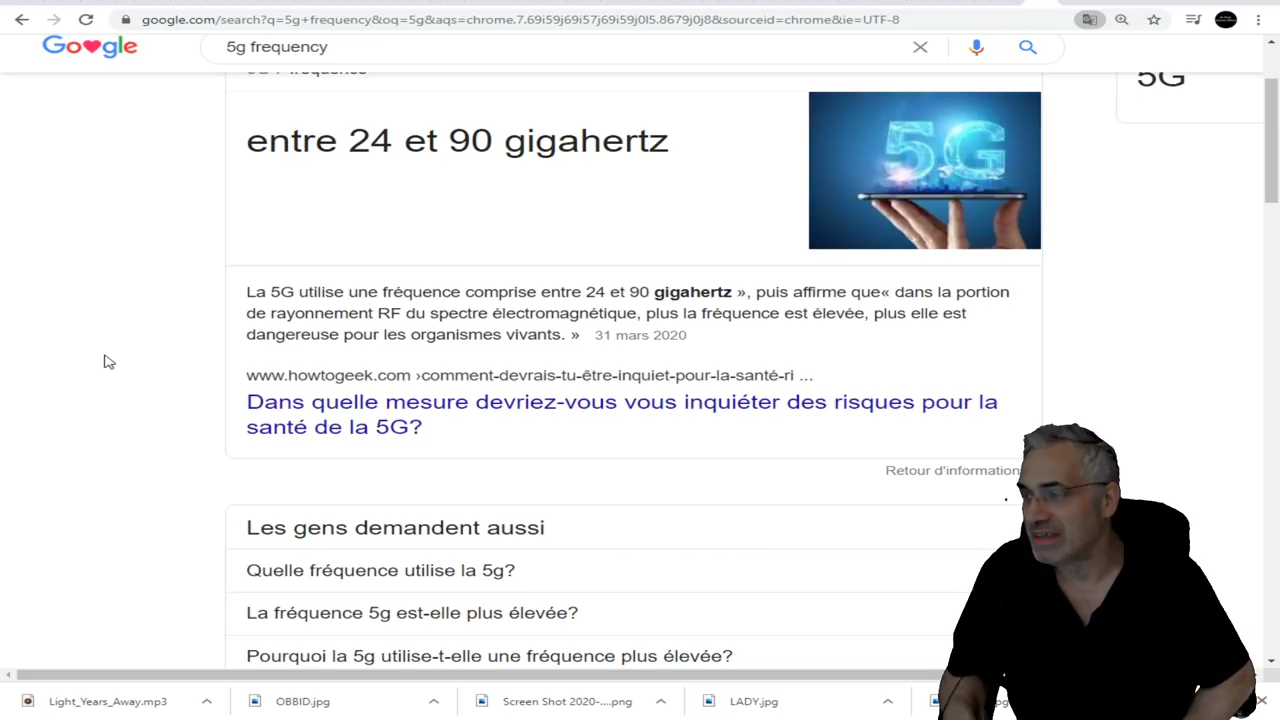 google.com/search?q=5g+frequency&oq=5g&aqs=chrome.7.69i59j69i57j69i59j0l5.8679j0j8&sourceid=chrome&ie=UTF-8
Google
5g frequency
5G
entre 24 et 90 gigahertz
5G
La 5G utilise une fréquence comprise entre 24 et 90 gigahertz », puis affirme que« dans la portion
de rayonnement RF du spectre électromagnétique, plus la fréquence est élevée, plus elle est
dangereuse pour les organismes vivants. » 31 mars 2020
www.howtogeek.com ›comment-devrais-tu-être-inquiet-pour-la-santé-ri ...
Dans quelle mesure devriez-vous vous inquiéter des risques pour la
santé de la 5G?
Retour d'information
Les gens demandent aussi
Quelle fréquence utilise la 5g?
La fréquence 5g est-elle plus élevée?
Pourquoi la 5g utilise-t-elle une fréquence plus élevée?
Light_Years_Away.mp3
OBBID.jpg
Screen Shot 2020-....png
LADY.jpg